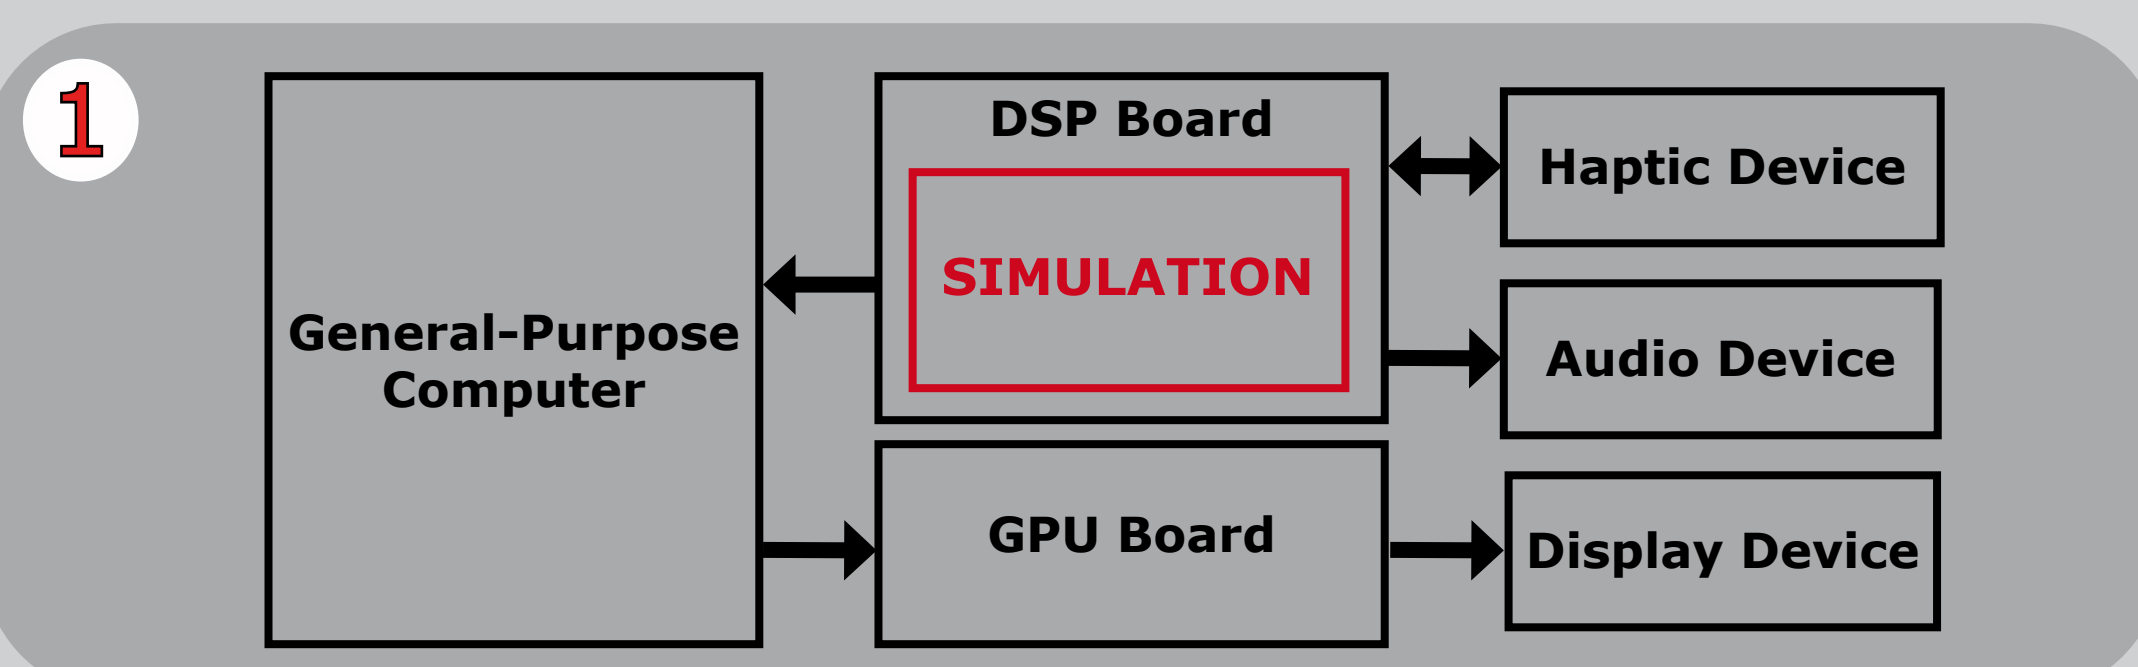 1
DSP Board
Haptic Device
SIMULATION
General-Purpose
Computer
Audio Device
GPU Board
Display Device